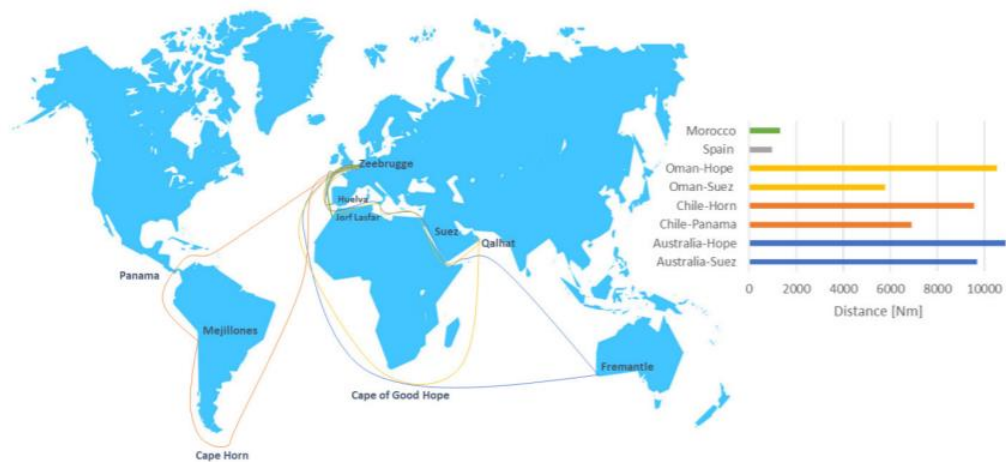 Zeebrugge
Huelva
Jorf Lasfar
Suez
Qalhat
Panama
Mejillones
Fremantle
Cape of Good Hope
Cape Horn
Morocco
Spain
Oman-Hope
Oman-Suez
Chile-Horn
Chile-Panama
Australia-Hope
Australia-Suez
0 2000 4000 6000 8000 10000
Distance [Nm]